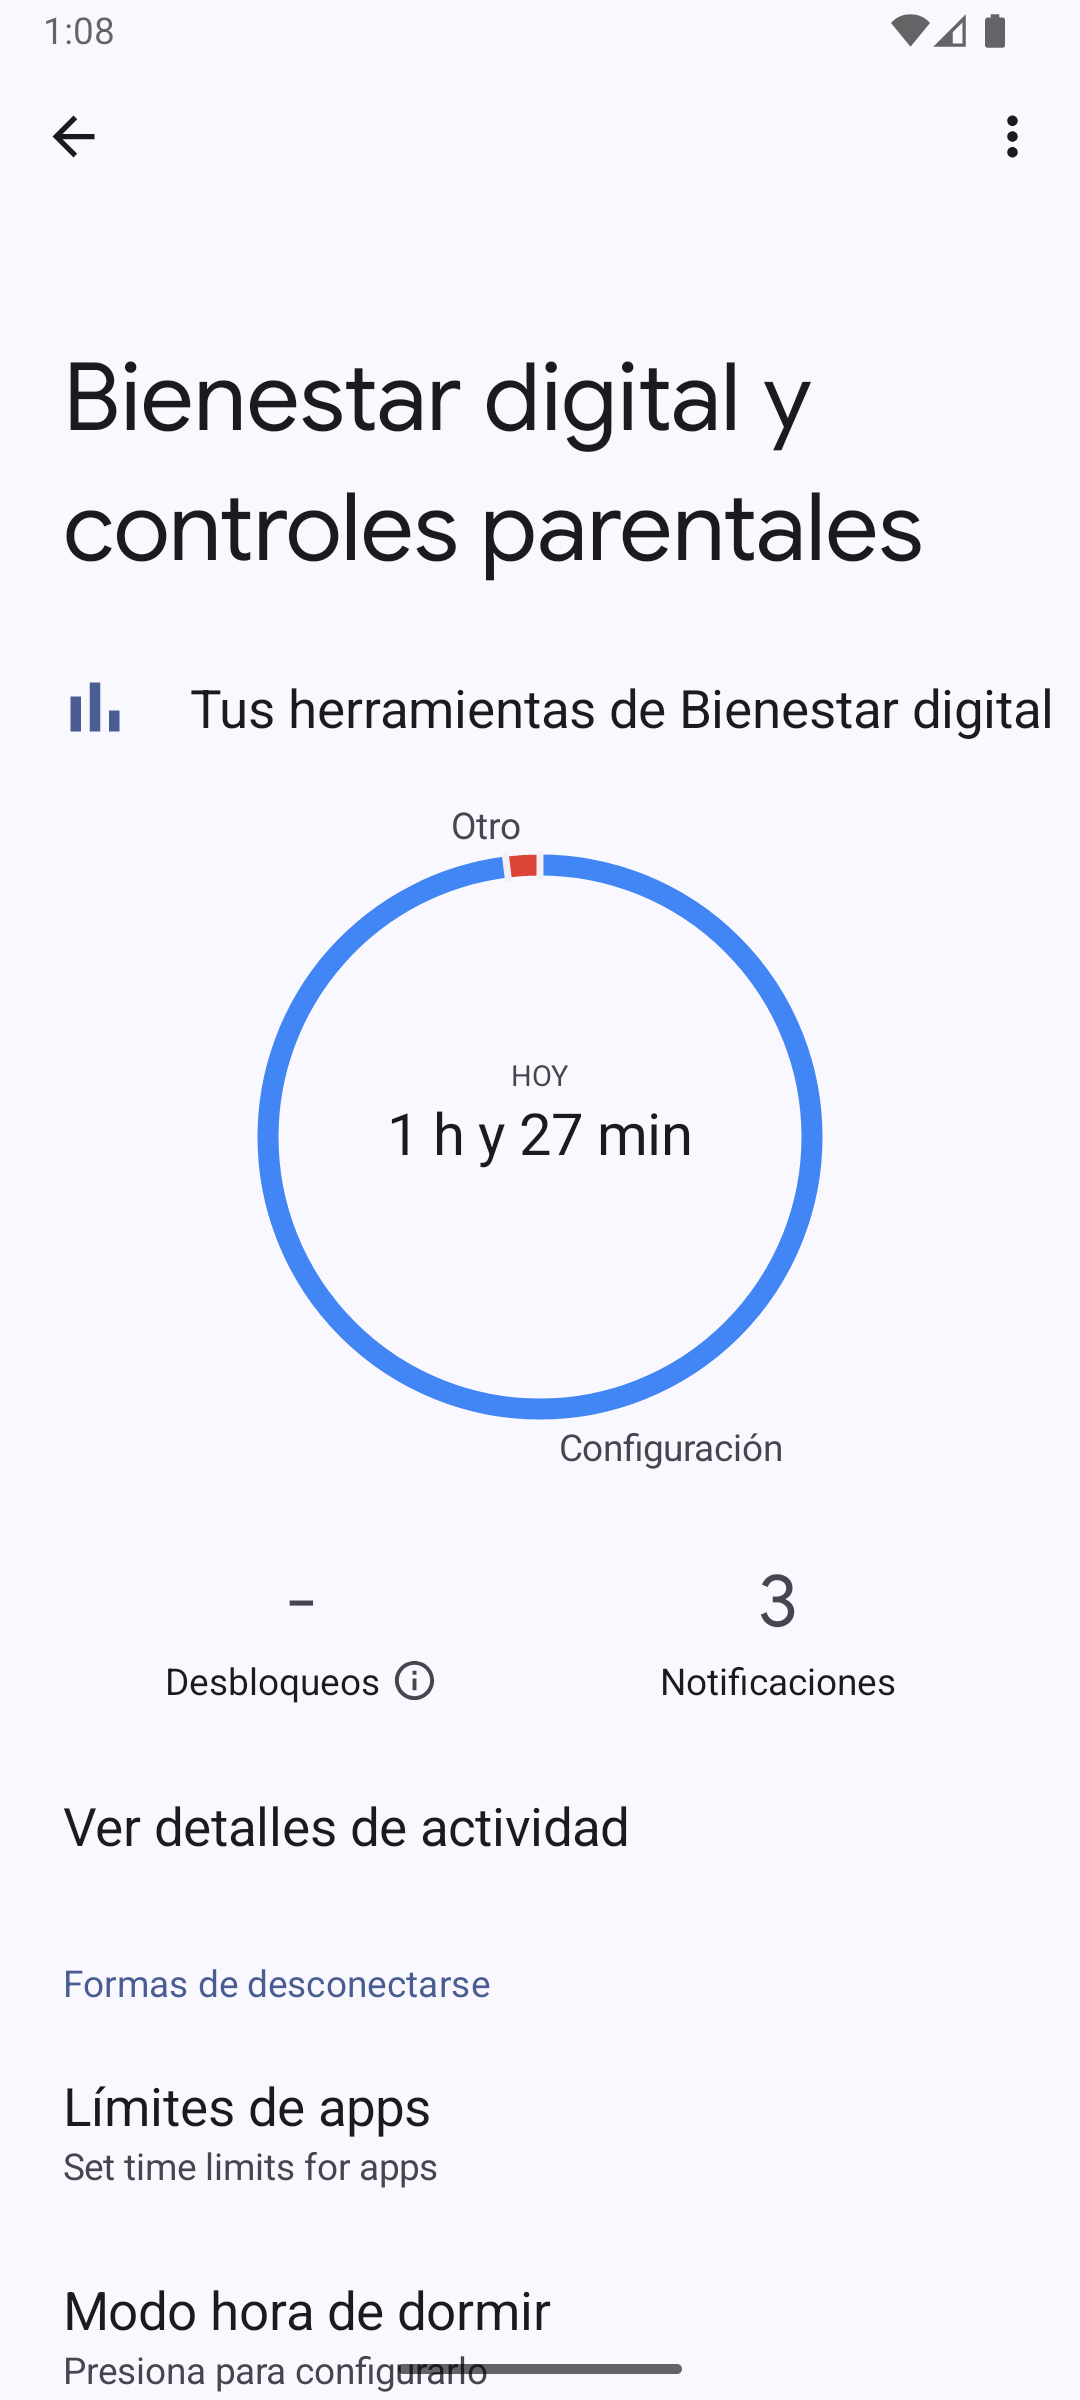 1:08
Bienestar digital y
controles parentales
Tus herramientas de Bienestar digital
Otro
HOY
1 h y 27 min
Configuración
-
3
Desbloqueos
Notificaciones
Ver detalles de actividad
Formas de desconectarse
Límites de apps
Set time limits for apps
Modo hora de dormir
Presiona para configurarlo